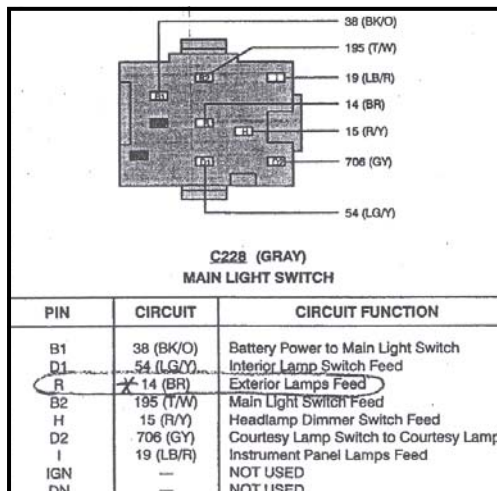 38 (BK/O)
195 (T/W)
19 (LB/R)
14 (BR)
15 (R/Y)
706 (GY)
54 (LG/Y)
B1
B2
R
H
D1
D2
C228 (GRAY)
MAIN LIGHT SWITCH
PIN CIRCUIT CIRCUIT FUNCTION
B1 38 (BK/O) Battery Power to Main Light Switch
D1 54 (LG/Y) Interior Lamp Switch Feed
R 14 (BR) Exterior Lamps Feed
B2 195 (T/W) Main Light Switch Feed
H 15 (R/Y) Headlamp Dimmer Switch Feed
D2 706 (GY) Courtesy Lamp Switch to Courtesy Lamp
I 19 (LB/R) Instrument Panel Lamps Feed
IGN — NOT USED
DN — NOT USED